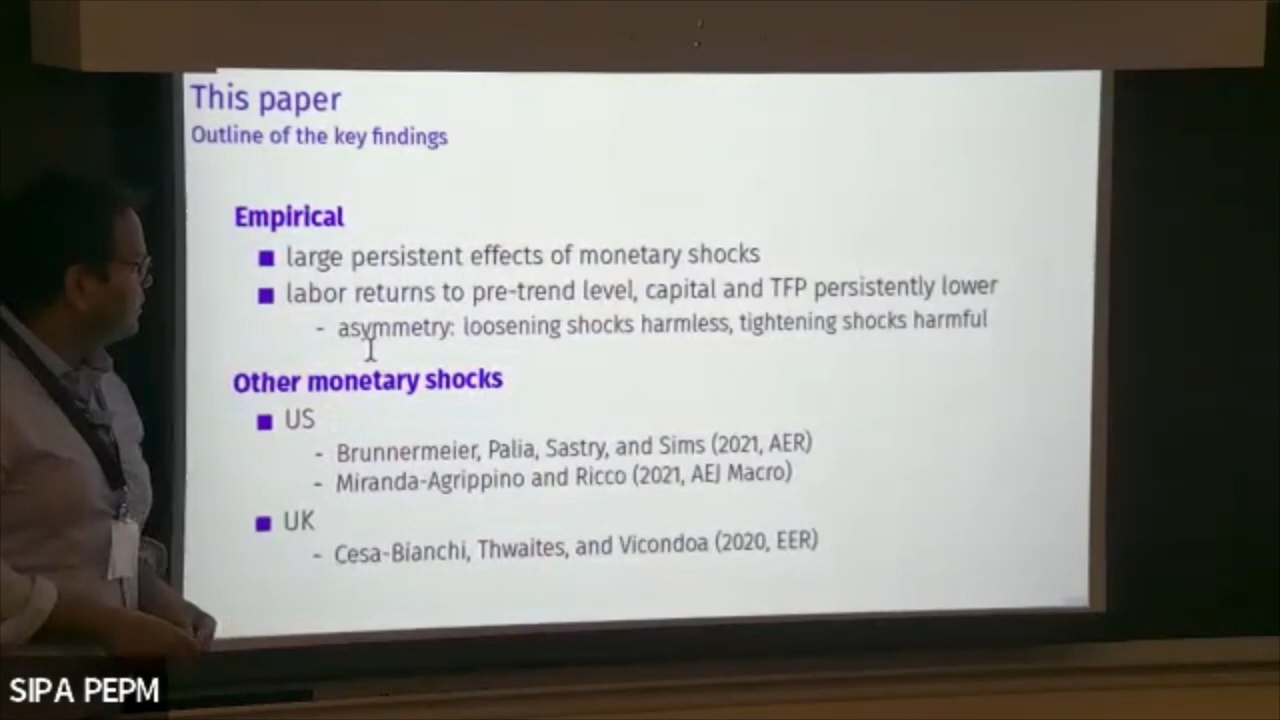 This paper
Outline of the key findings
Empirical
■ large persistent effects of monetary shocks
■ labor returns to pre-trend level, capital and TFP persistently lower
- asymmetry: loosening shocks harmless, tightening shocks harmful
Other monetary shocks
■ US
- Brunnermeier, Palia, Sastry, and Sims (2021, AER)
- Miranda-Agrippino and Ricco (2021, AEJ Macro)
■ UK
- Cesa-Bianchi, Thwaites, and Vicondoa (2020, EER)
SIPA PEPM